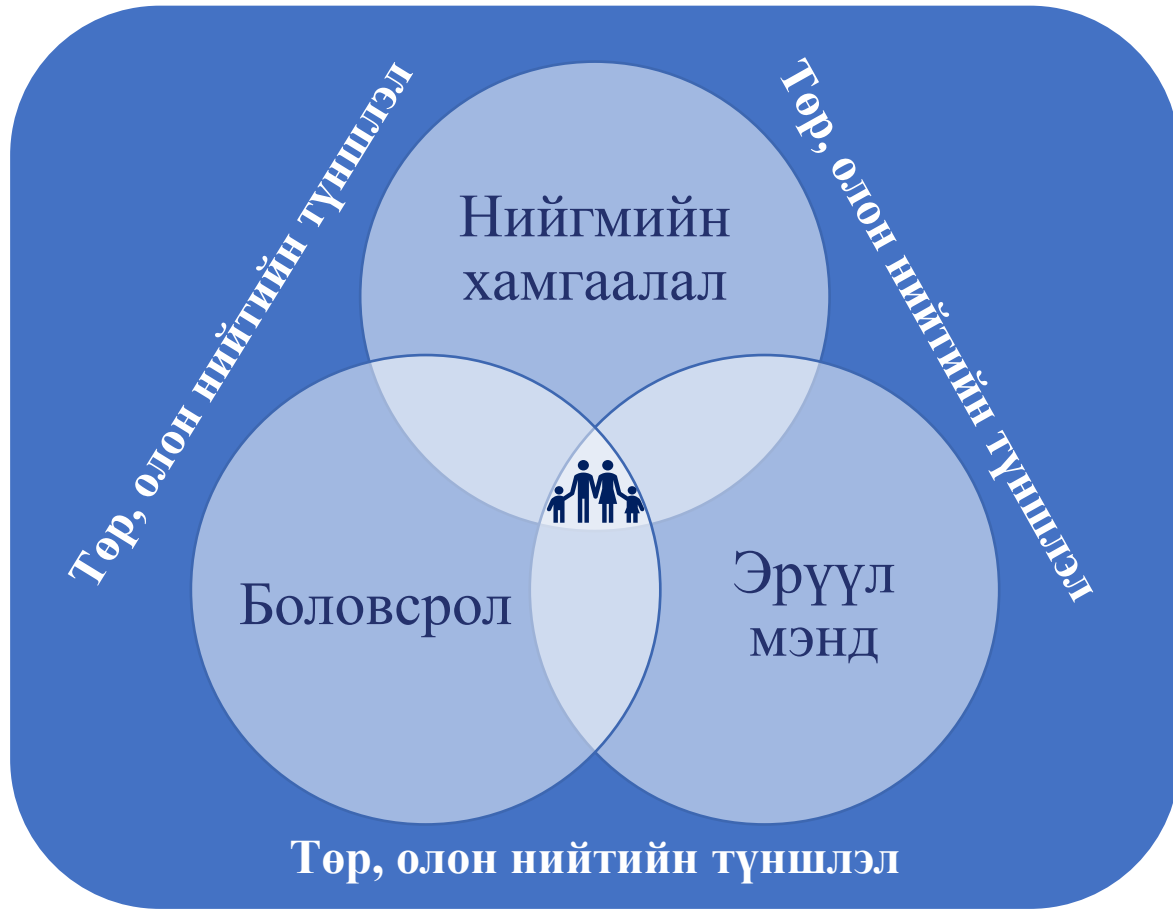 Төр, олон нийтийн түншлэл
Төр, олон нийтийн түншлэл
Нийгмийн
хамгаалал
Боловсрол
Эрүүл
мэнд
Төр, олон нийтийн түншлэл